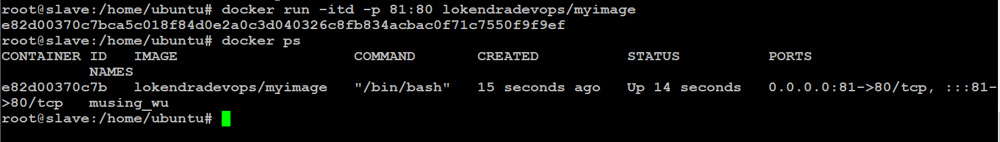 root@slave:/home/ubuntu# docker run -itd -p 81:80 lokendradevops/myimage
e82d00370c7bca5c018f84d0e2a0c3d040326c8fb834acbac0f71c7550f9f9ef
root@slave:/home/ubuntu# docker ps
CONTAINER ID   IMAGE                    COMMAND       CREATED          STATUS          PORTS
          NAMES
e82d00370c7b   lokendradevops/myimage   "/bin/bash"   15 seconds ago   Up 14 seconds   0.0.0.0:81->80/tcp, :::81-
>80/tcp   musing_wu
root@slave:/home/ubuntu#